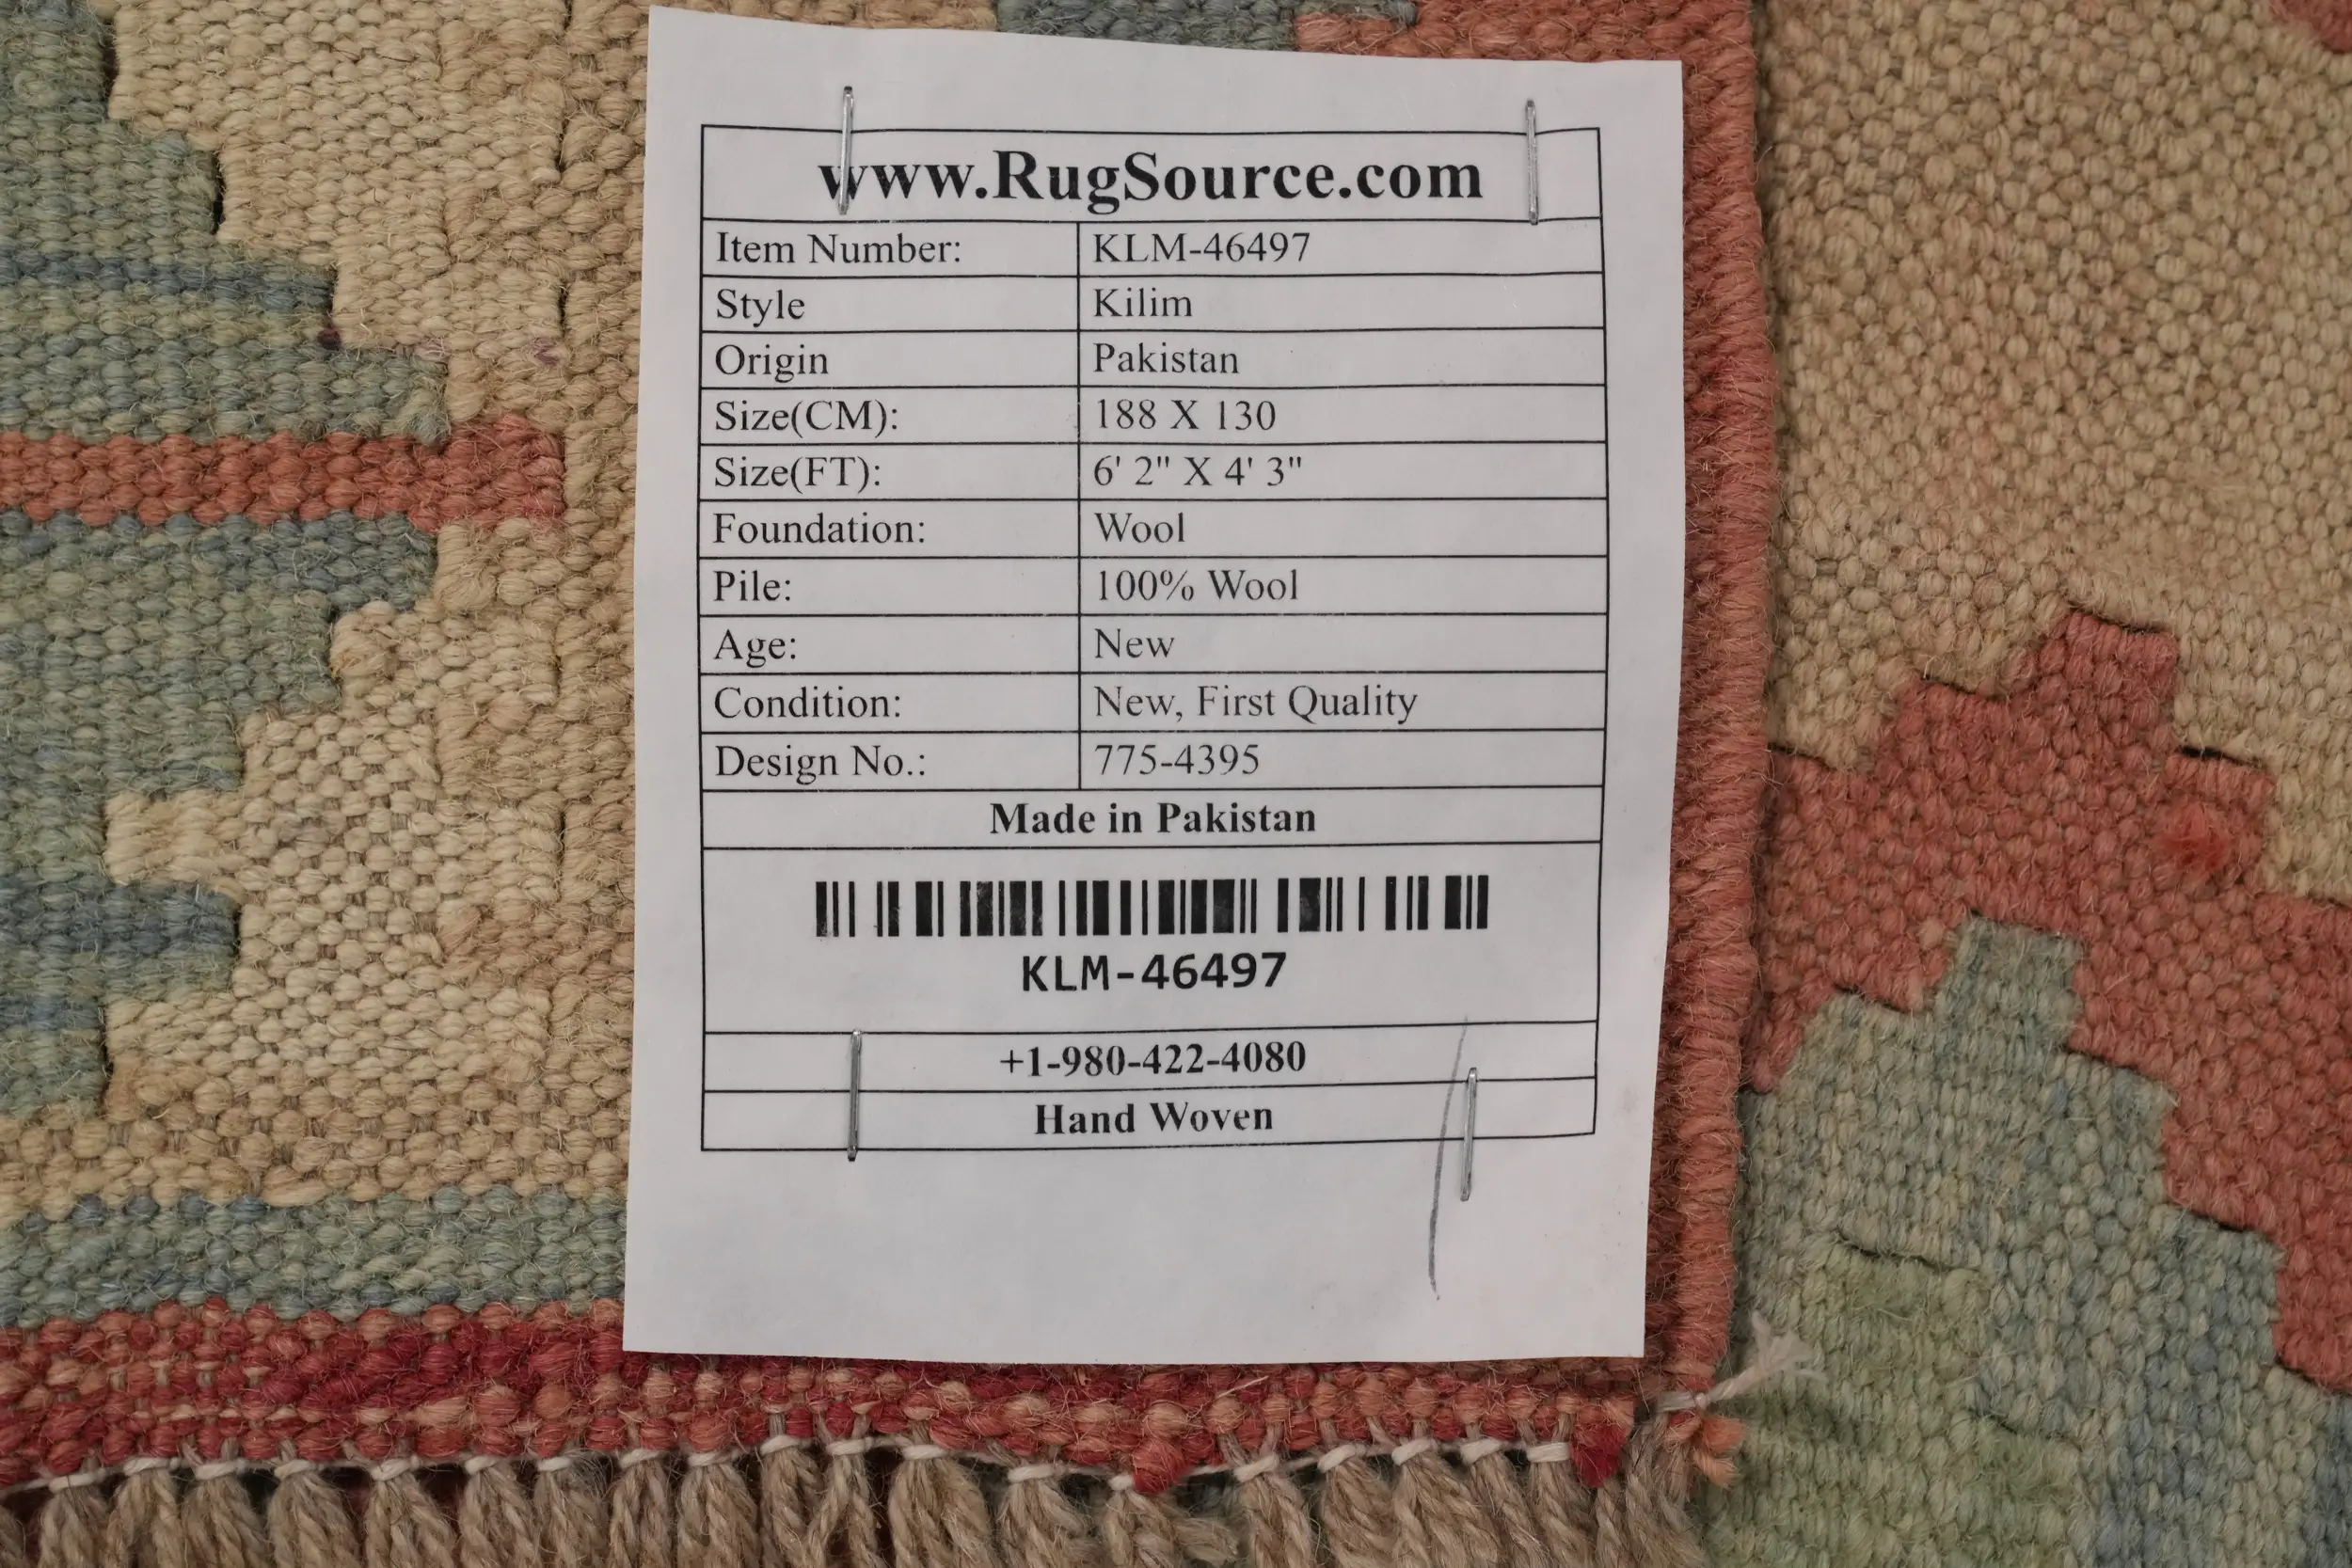 www.RugSource.com
Item Number: KLM-46497
Style Kilim
Origin Pakistan
Size(CM): 188 X 130
Size(FT): 6' 2" X 4' 3"
Foundation: Wool
Pile: 100% Wool
Age: New
Condition: New, First Quality
Design No.: 775-4395
Made in Pakistan
KLM-46497
+1-980-422-4080
Hand Woven